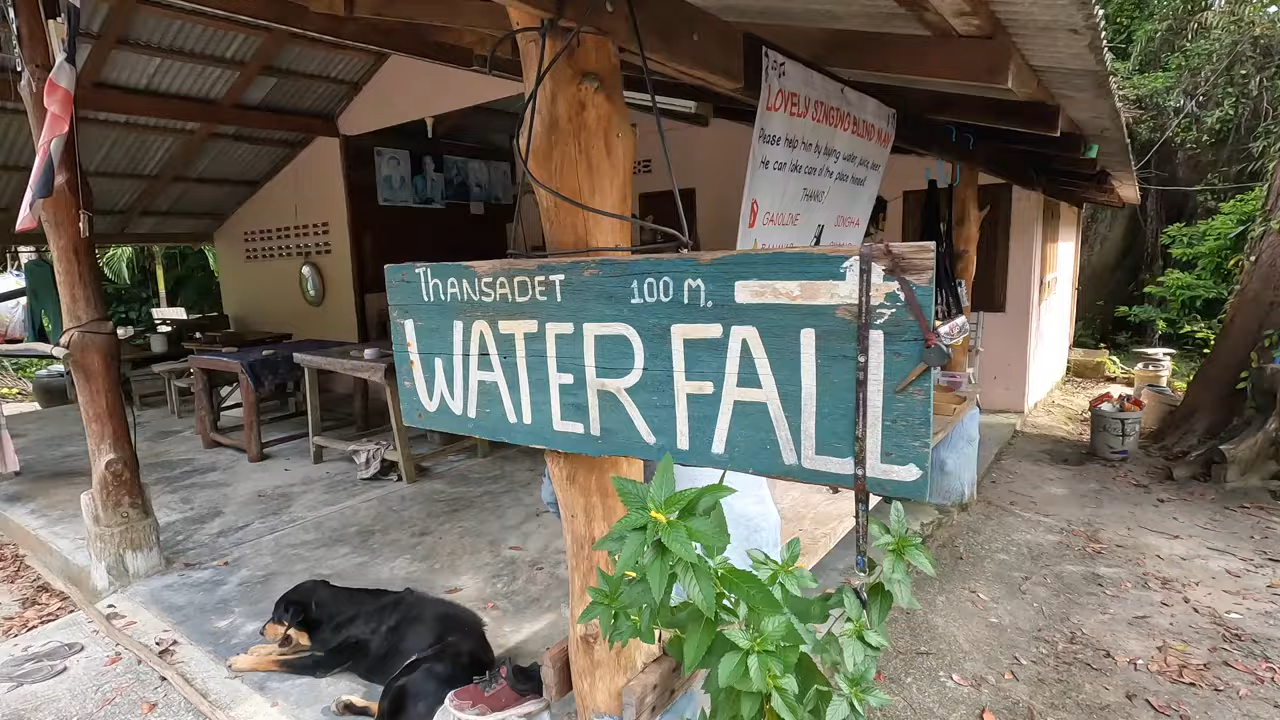 LOVELY SINGING BLIND MAN
Please help him by buying water, juice, beer
He can take care of the place himself
THANKS!
GASOLINE SINGHA
THANSADET 100 M.
WATERFALL